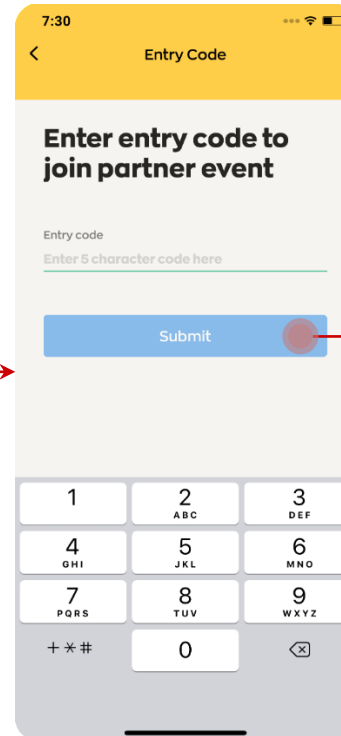 7:30
Entry Code
Enter entry code to
join partner event
Entry code
Enter 5 character code here
Submit
1
2
ABC
3
DEF
4
GHI
5
JKL
6
MNO
7
PQRS
8
TUV
9
WXYZ
+*#
0